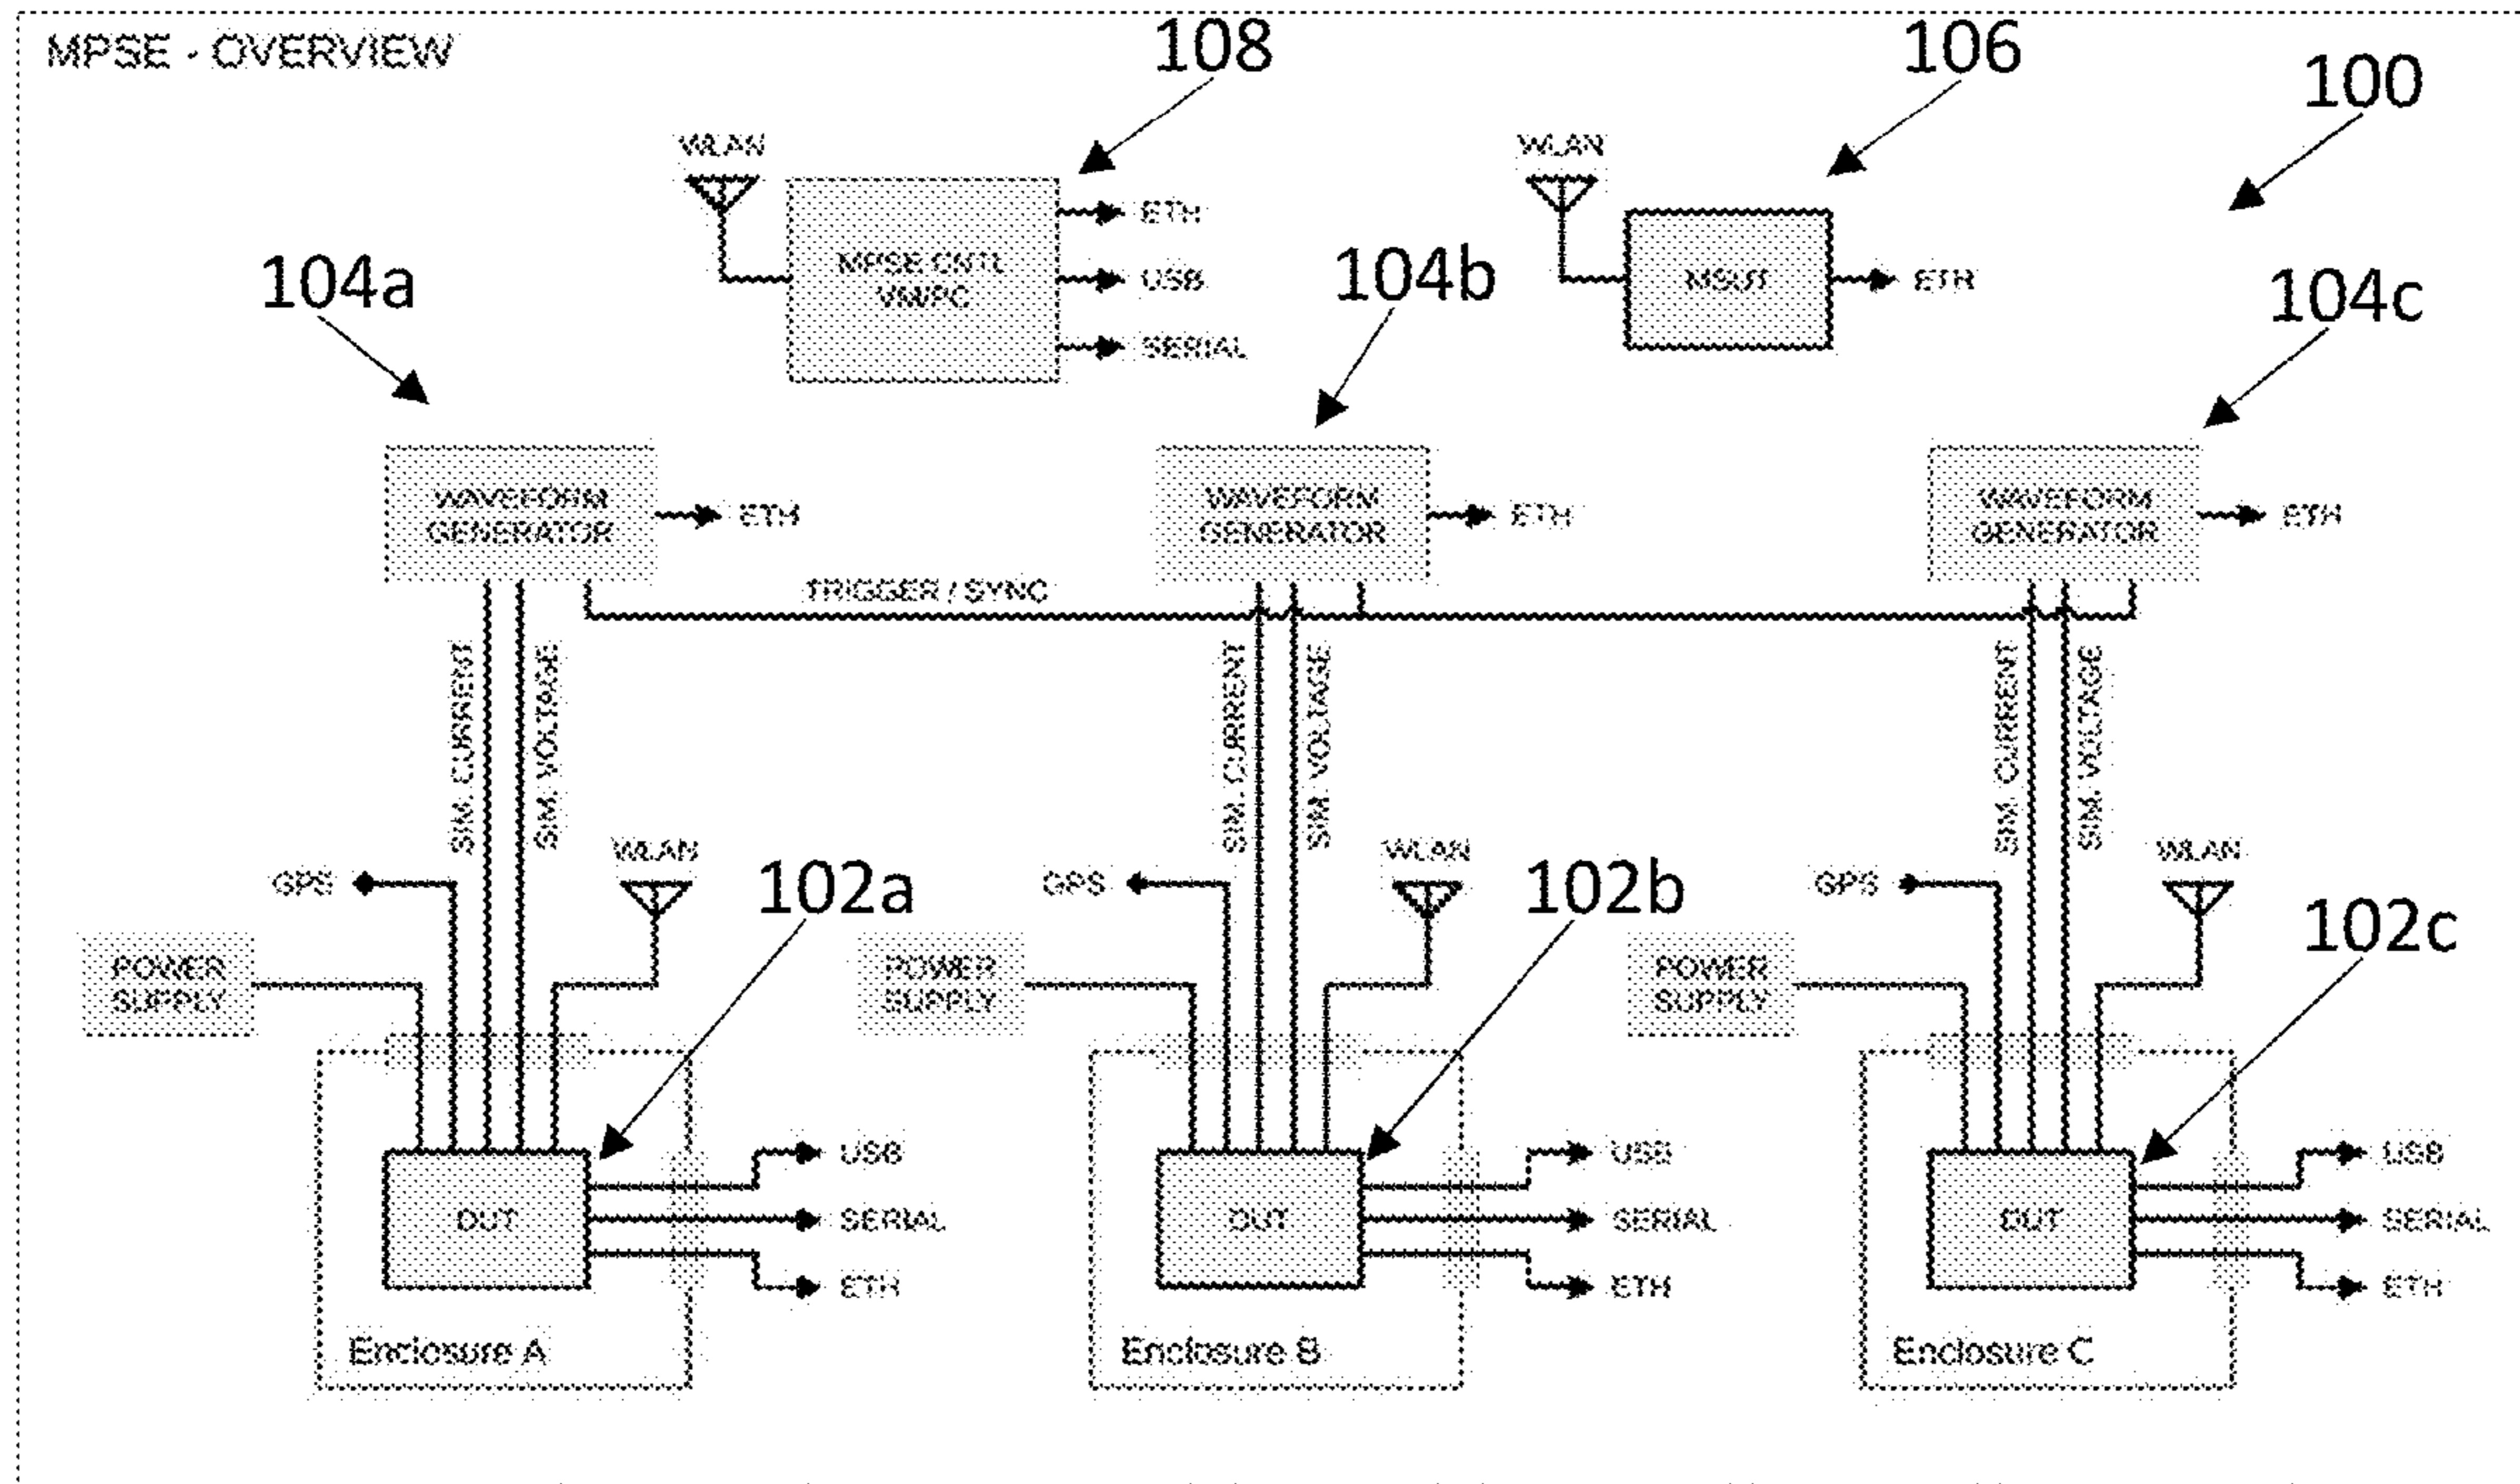 MPSE - OVERVIEW
108
106
100
WLAN
WLAN
ETH
MPSE CNTL
VM/PC
USB
SERIAL
MSUT
ETH
104a
104b
104c
WAVEFORM
GENERATOR
ETH
WAVEFORM
GENERATOR
ETH
WAVEFORM
GENERATOR
ETH
TRIGGER / SYNC
SIM. CURRENT
SIM. VOLTAGE
SIM. CURRENT
SIM. VOLTAGE
SIM. CURRENT
SIM. VOLTAGE
GPS
WLAN
102a
GPS
WLAN
102b
GPS
WLAN
102c
POWER
SUPPLY
POWER
SUPPLY
POWER
SUPPLY
DUT
USB
SERIAL
ETH
Enclosure A
DUT
USB
SERIAL
ETH
Enclosure B
DUT
USB
SERIAL
ETH
Enclosure C